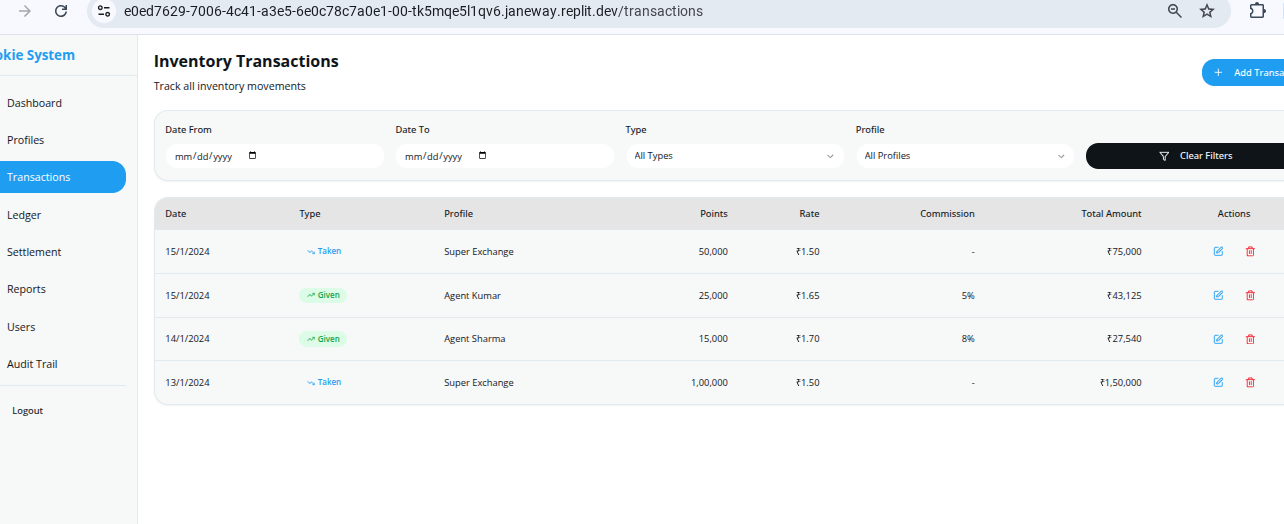 e0ed7629-7006-4c41-a3e5-6e0c78c7a0e1-00-tk5mqe5l1qv6.janeway.replit.dev/transactions
okie System
Dashboard
Profiles
Transactions
Ledger
Settlement
Reports
Users
Audit Trail
Logout
Inventory Transactions
Track all inventory movements
+ Add Transa
Date From Date To Type Profile
mm/dd/yyyy mm/dd/yyyy All Types All Profiles Clear Filters
Date Type Profile Points Rate Commission Total Amount Actions
15/1/2024 Taken Super Exchange 50,000 ₹1.50 - ₹75,000
15/1/2024 Given Agent Kumar 25,000 ₹1.65 5% ₹43,125
14/1/2024 Given Agent Sharma 15,000 ₹1.70 8% ₹27,540
13/1/2024 Taken Super Exchange 1,00,000 ₹1.50 - ₹1,50,000